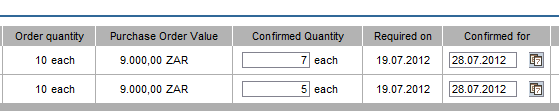 Order quantity Purchase Order Value Confirmed Quantity Required on Confirmed for
10 each 9.000,00 ZAR 7 each 19.07.2012 28.07.2012
10 each 9.000,00 ZAR 5 each 19.07.2012 28.07.2012